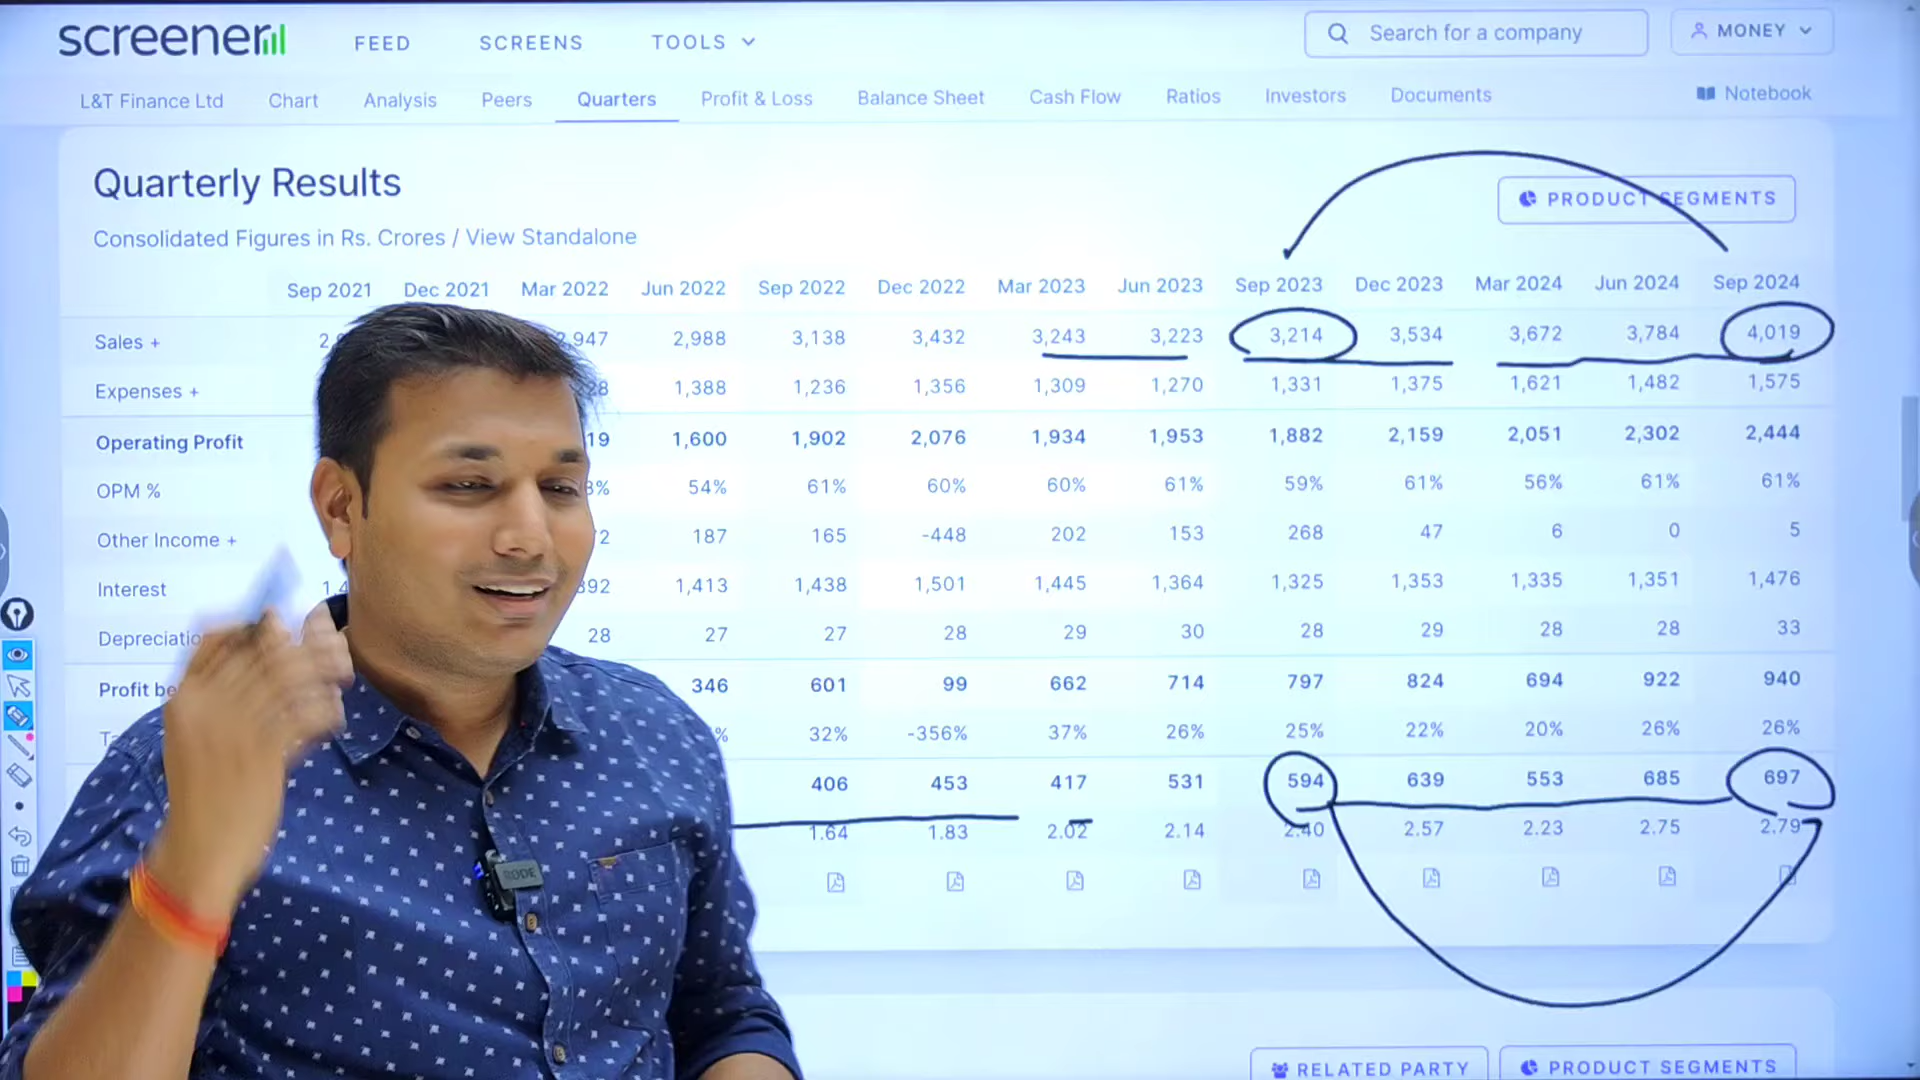 screener FEED SCREENS TOOLS Search for a company MONEY
L&T Finance Ltd Chart Analysis Peers Quarters Profit & Loss Balance Sheet Cash Flow Ratios Investors Documents Notebook
Quarterly Results
PRODUCT SEGMENTS
Consolidated Figures in Rs. Crores / View Standalone
Sep 2021 Dec 2021 Mar 2022 Jun 2022 Sep 2022 Dec 2022 Mar 2023 Jun 2023 Sep 2023 Dec 2023 Mar 2024 Jun 2024 Sep 2024
Sales + 2,947 2,988 3,138 3,432 3,243 3,223 3,214 3,534 3,672 3,784 4,019
Expenses + 1,388 1,236 1,356 1,309 1,270 1,331 1,375 1,621 1,482 1,575
Operating Profit 1,600 1,902 2,076 1,934 1,953 1,882 2,159 2,051 2,302 2,444
OPM % 54% 61% 60% 60% 61% 59% 61% 56% 61% 61%
Other Income + 187 165 -448 202 153 268 47 6 0 5
Interest 1,413 1,438 1,501 1,445 1,364 1,325 1,353 1,335 1,351 1,476
28 27 27 28 29 30 28 29 28 28 33
Profit 346 601 99 662 714 797 824 694 922 940
32% -356% 37% 26% 25% 22% 20% 26% 26%
406 453 417 531 594 639 553 685 697
1.64 1.83 2.02 2.14 2.40 2.57 2.23 2.75 2.79
RODE
RELATED PARTY PRODUCT SEGMENTS